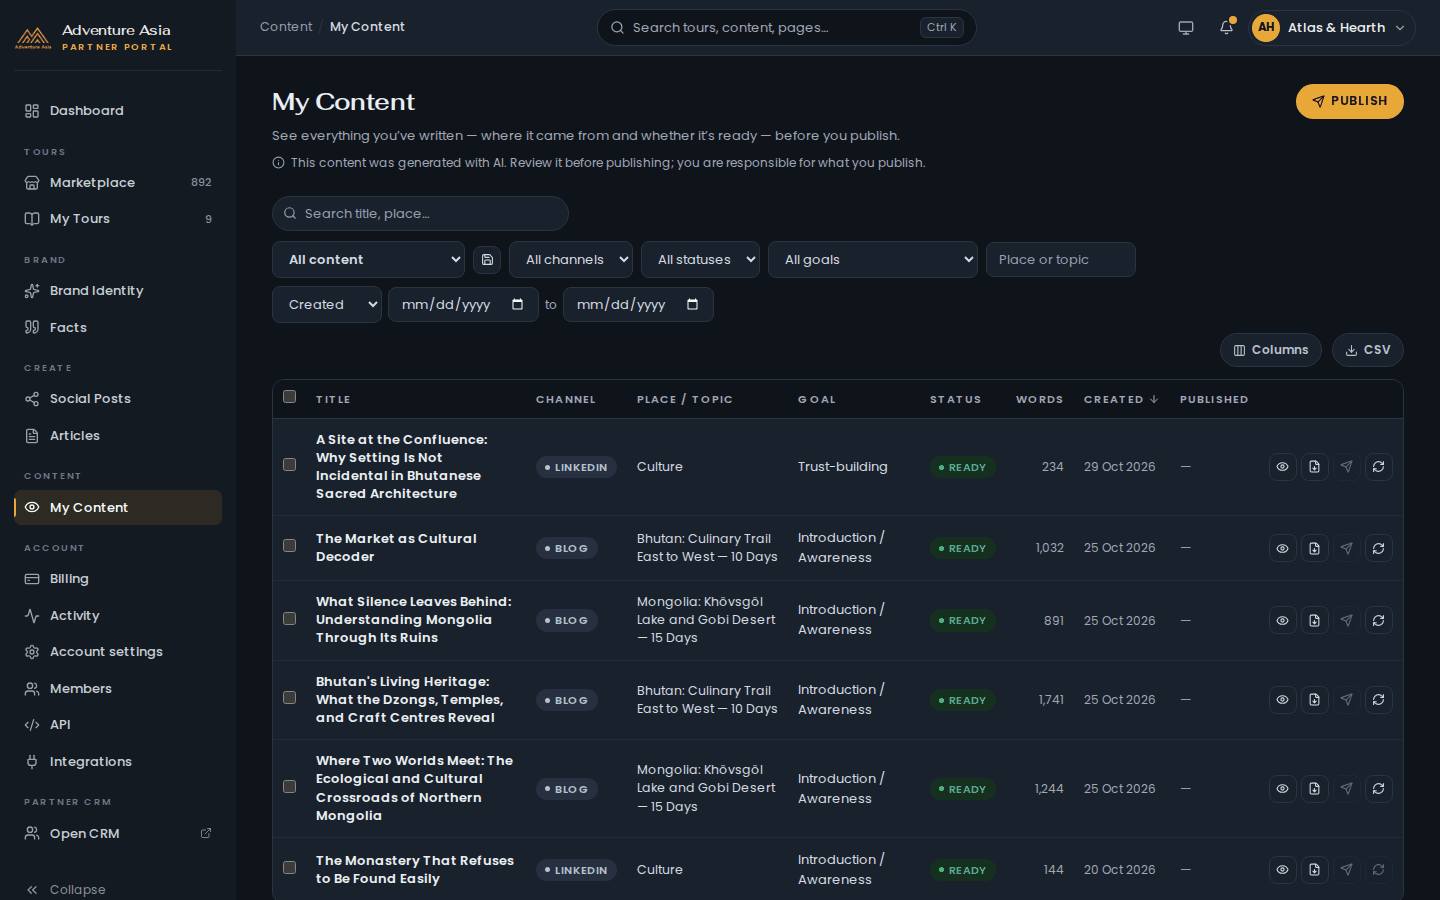 Adventure Asia
Adventure Asia
PARTNER PORTAL
Dashboard
TOURS
Marketplace 892
My Tours 9
BRAND
Brand Identity
Facts
CREATE
Social Posts
Articles
CONTENT
My Content
ACCOUNT
Billing
Activity
Account settings
Members
API
Integrations
PARTNER CRM
Open CRM
Collapse
Content / My Content
Search tours, content, pages... Ctrl K
AH Atlas & Hearth
My Content
PUBLISH
See everything you've written — where it came from and whether it's ready — before you publish.
This content was generated with AI. Review it before publishing; you are responsible for what you publish.
Search title, place...
All content All channels All statuses All goals Place or topic
Created mm/dd/yyyy to mm/dd/yyyy
Columns CSV
TITLE CHANNEL PLACE / TOPIC GOAL STATUS WORDS CREATED ↓ PUBLISHED
A Site at the Confluence:
Why Setting Is Not
Incidental in Bhutanese
Sacred Architecture
LINKEDIN
Culture
Trust-building
READY
234
29 Oct 2026
—
The Market as Cultural
Decoder
BLOG
Bhutan: Culinary Trail
East to West — 10 Days
Introduction /
Awareness
READY
1,032
25 Oct 2026
—
What Silence Leaves Behind:
Understanding Mongolia
Through Its Ruins
BLOG
Mongolia: Khövsgöl
Lake and Gobi Desert
— 15 Days
Introduction /
Awareness
READY
891
25 Oct 2026
—
Bhutan's Living Heritage:
What the Dzongs, Temples,
and Craft Centres Reveal
BLOG
Bhutan: Culinary Trail
East to West — 10 Days
Introduction /
Awareness
READY
1,741
25 Oct 2026
—
Where Two Worlds Meet: The
Ecological and Cultural
Crossroads of Northern
Mongolia
BLOG
Mongolia: Khövsgöl
Lake and Gobi Desert
— 15 Days
Introduction /
Awareness
READY
1,244
25 Oct 2026
—
The Monastery That Refuses
to Be Found Easily
LINKEDIN
Culture
Introduction /
Awareness
READY
144
20 Oct 2026
—